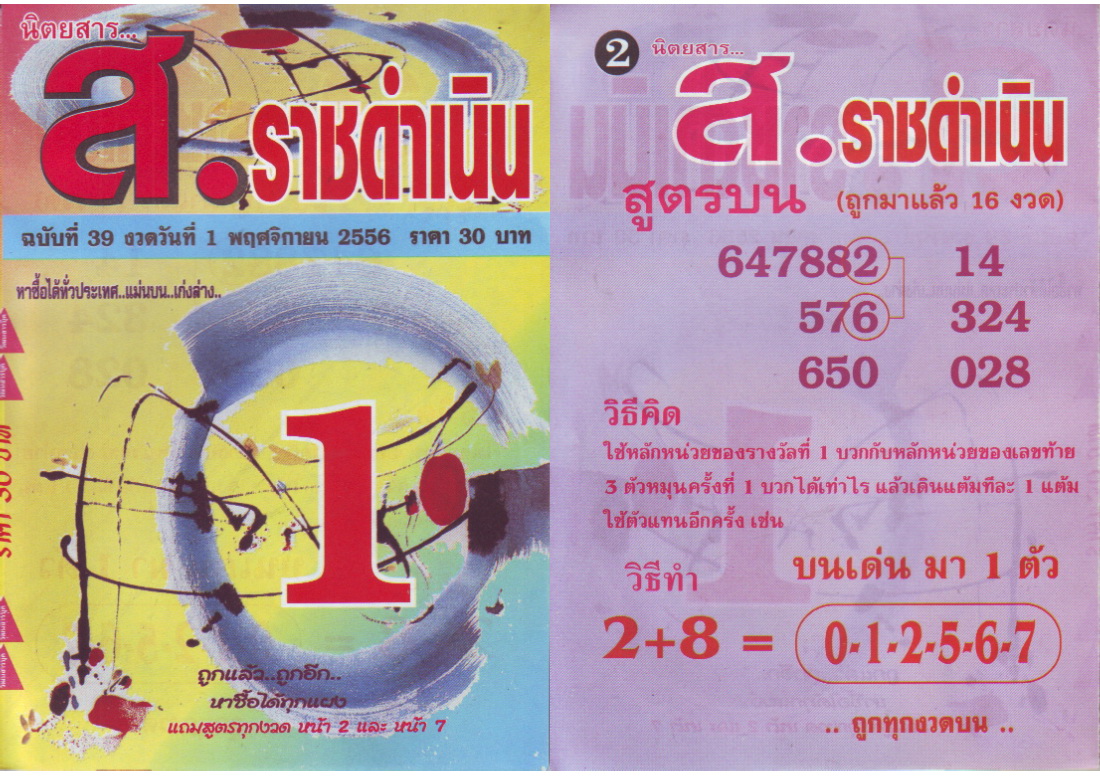 นิตยสาร...
ส.ราชดำเนิน
ฉบับที่ 39 งวดวันที่ 1 พฤศจิกายน 2556 ราคา 30 บาท
หาซื้อได้ทั่วประเทศ..แม่นบน..เก่งล่าง..
1
ราคา 30 บาท
ถูกแล้ว..ถูกอีก..
หาซื้อได้ทุกแผง
แถมสูตรทุกงวด หน้า 2 และ หน้า 7
2 นิตยสาร...
ส.ราชดำเนิน
สูตรบน (ถูกมาแล้ว 16 งวด)
647882 14
576 324
650 028
วิธีคิด
ใช้หลักหน่วยของรางวัลที่ 1 บวกกับหลักหน่วยของเลขท้าย
3 ตัวหมุนครั้งที่ 1 บวกได้เท่าไร แล้วเดินแต้มทีละ 1 แต้ม
ใช้ตัวแทนอีกครั้ง เช่น
วิธีทำ บนเด่น มา 1 ตัว
2+8 = 0-1-2-5-6-7
.. ถูกทุกงวดบน ..